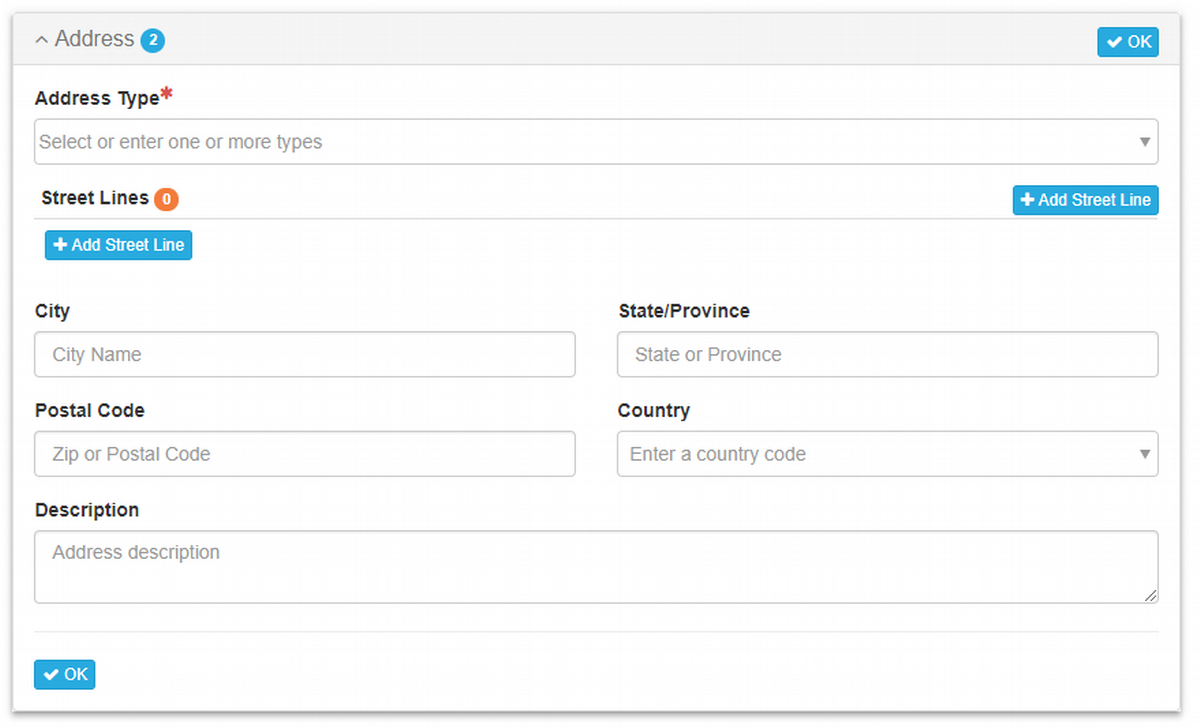 Address 2
✔ OK
Address Type*
Select or enter one or more types
Street Lines 0
+ Add Street Line
+ Add Street Line
City
State/Province
City Name
State or Province
Postal Code
Country
Zip or Postal Code
Enter a country code
Description
Address description
✔ OK